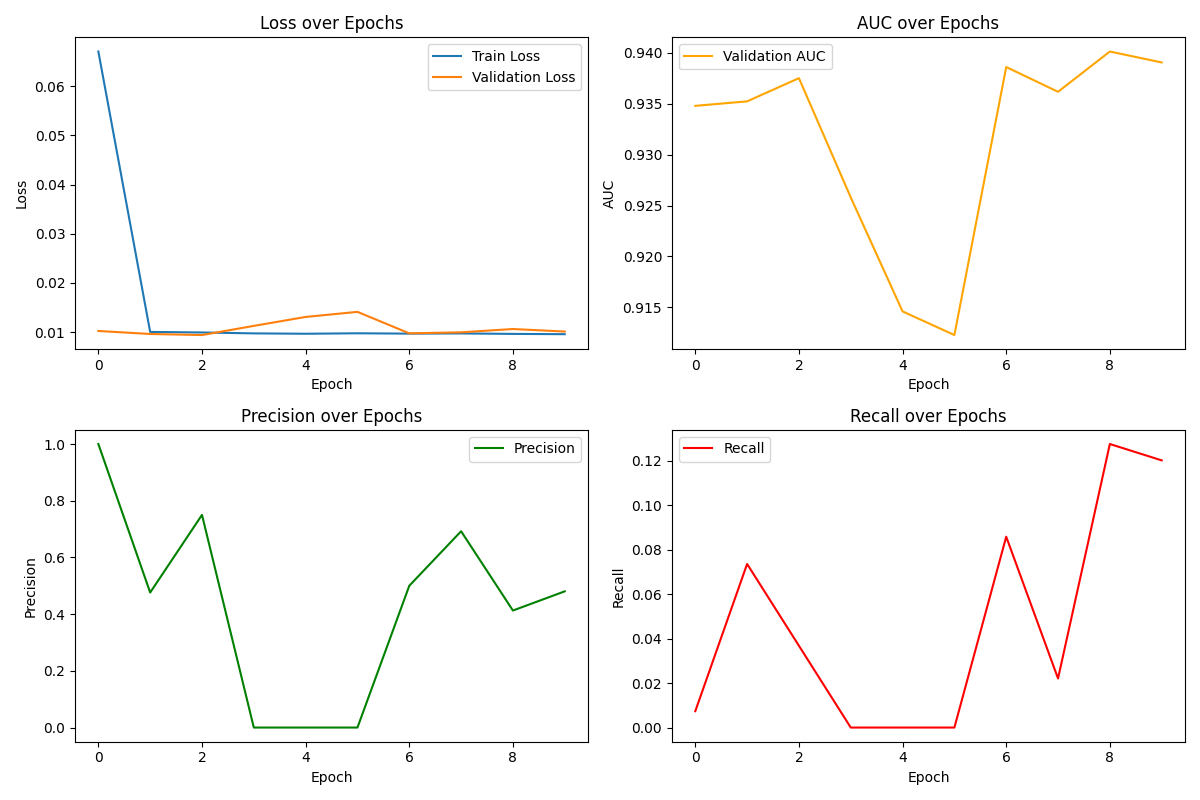 Loss over Epochs
Train Loss
Validation Loss
0.06
0.05
0.04
0.03
0.02
0.01
Loss
0 2 4 6 8
Epoch
AUC over Epochs
Validation AUC
0.940
0.935
0.930
0.925
0.920
0.915
AUC
0 2 4 6 8
Epoch
Precision over Epochs
Precision
1.0
0.8
0.6
0.4
0.2
0.0
Precision
0 2 4 6 8
Epoch
Recall over Epochs
Recall
0.12
0.10
0.08
0.06
0.04
0.02
0.00
Recall
0 2 4 6 8
Epoch